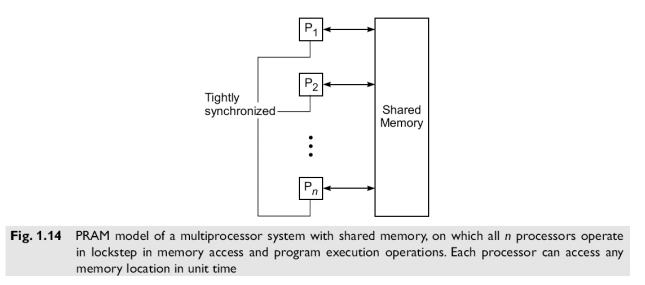 P1
P2
Tightly
synchronized
Shared
Memory
Pn
Fig. 1.14 PRAM model of a multiprocessor system with shared memory, on which all n processors operate
in lockstep in memory access and program execution operations. Each processor can access any
memory location in unit time